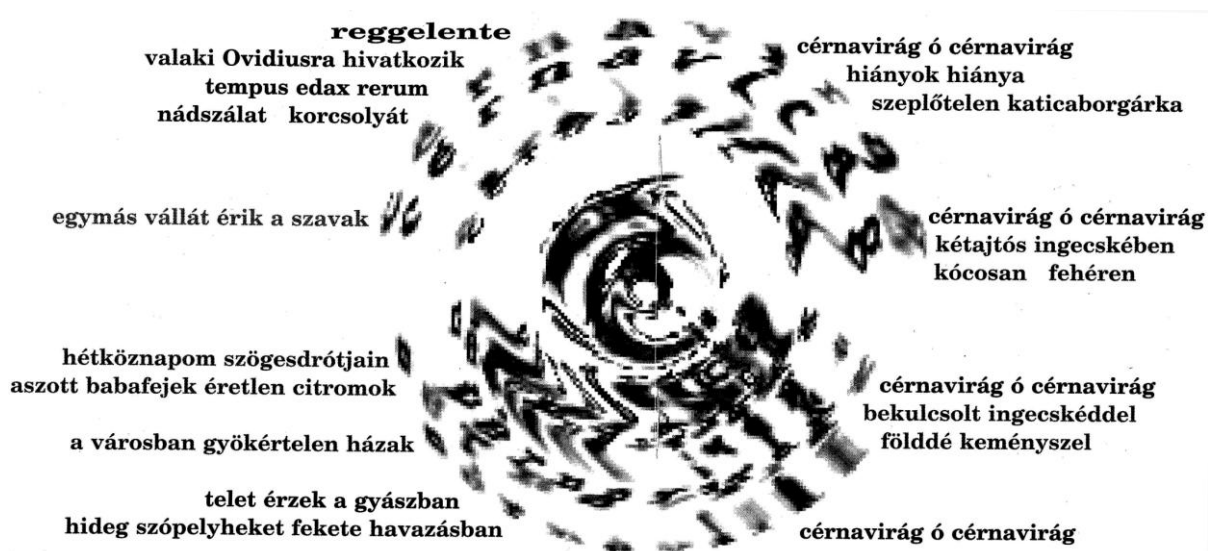 reggelente
valaki Ovidiusra hivatkozik
tempus edax rerum
nádszálat korcsolyát
egymás vállát érik a szavak
hétköznapom szögesdrótjain
aszott babafejek éretlen citromok
a városban gyökértelen házak
telet érzek a gyászban
hideg szópelyheket fekete havazásban
cérnavirág ó cérnavirág
hiányok hiánya
szeplőtelen katicaborgárka
cérnavirág ó cérnavirág
kétajtós ingecskében
kócosan fehéren
cérnavirág ó cérnavirág
bekulcsolt ingecskéddel
földdé keményszel
cérnavirág ó cérnavirág